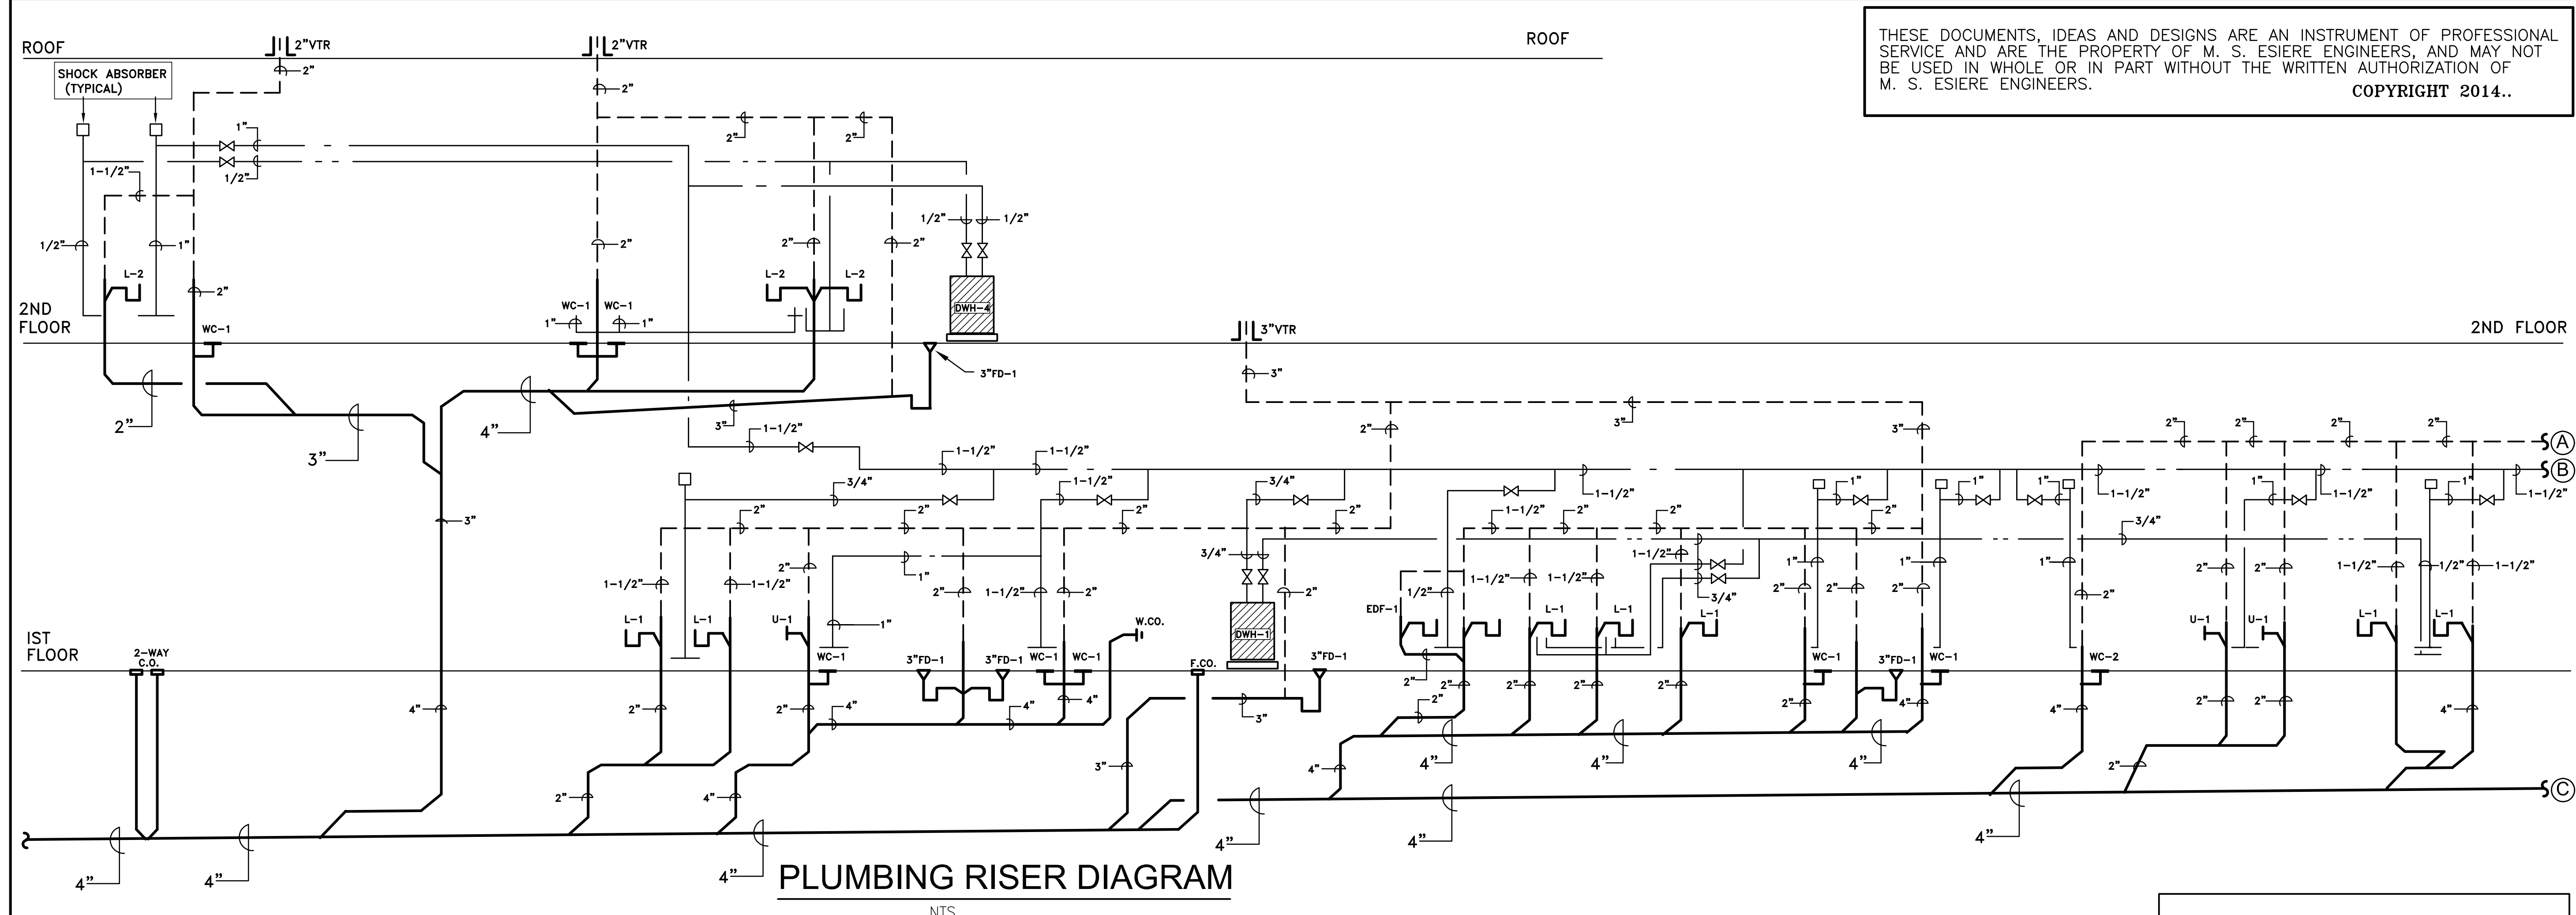 ROOF
2”VTR
2”VTR
ROOF
THESE DOCUMENTS, IDEAS AND DESIGNS ARE AN INSTRUMENT OF PROFESSIONAL
SERVICE AND ARE THE PROPERTY OF M. S. ESIERE ENGINEERS, AND MAY NOT
BE USED IN WHOLE OR IN PART WITHOUT THE WRITTEN AUTHORIZATION OF
M. S. ESIERE ENGINEERS.
COPYRIGHT 2014..
SHOCK ABSORBER
(TYPICAL)
2”
2”
1”
2”
2”
1-1/2”
1/2”
1/2”
1/2”
1/2”
1”
2”
2”
2”
L-2
L-2
L-2
2”
DWH-4
2ND
FLOOR
WC-1
WC-1
WC-1
1”
1”
3”VTR
2ND FLOOR
3”FD-1
3”
2”
3”
4”
3”
1-1/2”
1-1/2”
1-1/2”
2”
3”
3”
2”
2”
2”
2”
A
B
3/4”
1-1/2”
3/4”
1-1/2”
1”
1”
1”
1-1/2”
1”
1-1/2”
1”
1-1/2”
3”
2”
2”
2”
2”
1-1/2”
2”
2”
2”
3/4”
3/4”
1-1/2”
1”
1”
1”
1-1/2”
1-1/2”
2”
1”
2”
1-1/2”
2”
2”
1/2”
1-1/2”
1-1/2”
3/4”
2”
2”
2”
2”
2”
2”
1-1/2”
1/2”
1-1/2”
L-1
L-1
U-1
1”
W.CO.
DWH-1
EDF-1
L-1
L-1
L-1
U-1
U-1
L-1
L-1
IST
FLOOR
2-WAY
C.O.
WC-1
3”FD-1
3”FD-1
WC-1
WC-1
F.CO.
3”FD-1
WC-1
3”FD-1
WC-1
WC-2
4”
2”
2”
4”
4”
4”
3”
2”
2”
2”
2”
2”
2”
2”
4”
4”
2”
2”
4”
2”
4”
3”
4”
4”
4”
4”
2”
4”
4”
4”
4”
4”
4”
C
PLUMBING RISER DIAGRAM
NTS